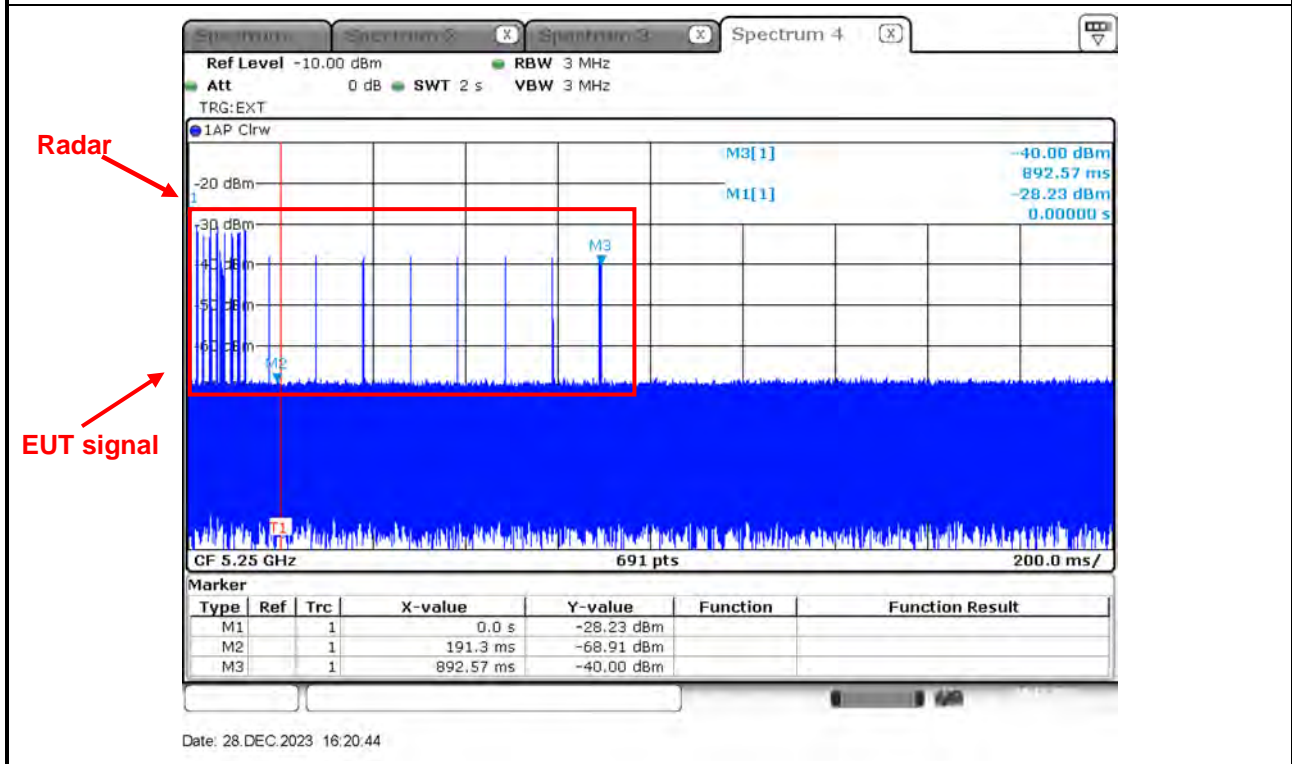 Spectrum 2 X Spectrum 3 X Spectrum 4 X
Ref Level -10.00 dBm RBW 3 MHz
Att 0 dB SWT 2 s VBW 3 MHz
TRG:EXT
1AP Clrw
Radar
M3[1] -40.00 dBm
892.57 ms
-20 dBm
M1[1] -28.23 dBm
0.00000 s
1
-30 dBm
M3
-40 dBm
-50 dBm
-60 dBm
M2
EUT signal
T1
CF 5.25 GHz 691 pts 200.0 ms/
Marker
Type Ref Trc X-value Y-value Function Function Result
M1 1 0.0 s -28.23 dBm
M2 1 191.3 ms -68.91 dBm
M3 1 892.57 ms -40.00 dBm
Date: 28.DEC.2023 16:20:44